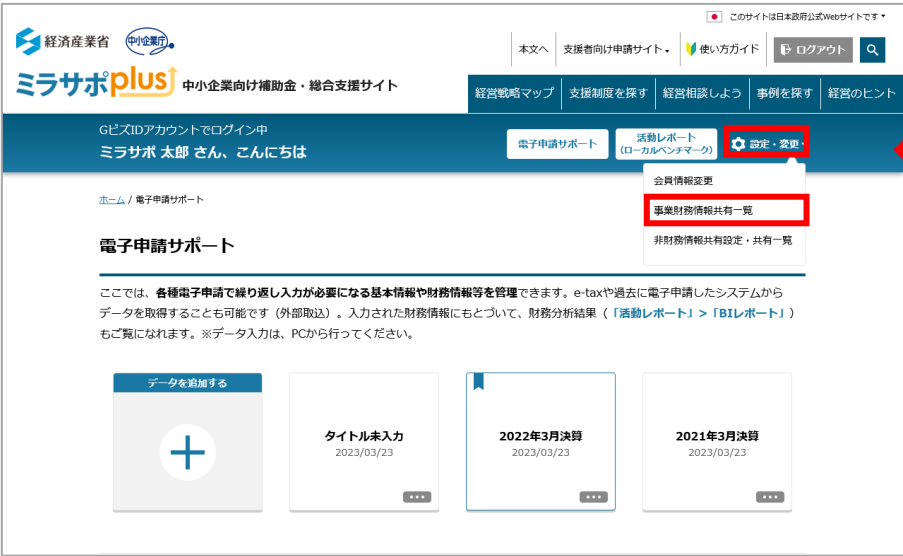 このサイトは日本政府公式Webサイトです
経済産業省 中小企業庁
本文へ 支援者向け申請サイト 使い方ガイド ログアウト
ミラサポplus 中小企業向け補助金・総合支援サイト
経営戦略マップ 支援制度を探す 経営相談しよう 事例を探す 経営のヒント
GビズIDアカウントでログイン中
ミラサポ 太郎 さん、こんにちは
電子申請サポート
活動レポート
(ローカルベンチマーク)
設定・変更
会員情報変更
事業財務情報共有一覧
非財務情報共有設定・共有一覧
ホーム / 電子申請サポート
電子申請サポート
ここでは、各種電子申請で繰り返し入力が必要になる基本情報や財務情報等を管理できます。e-taxや過去に電子申請したシステムから
データを取得することも可能です（外部取込）。入力された財務情報にもとづいて、財務分析結果（「活動レポート」>「BIレポート」）
もご覧になれます。※データ入力は、PCから行ってください。
データを追加する
タイトル未入力
2023/03/23
2022年3月決算
2023/03/23
2021年3月決算
2023/03/23